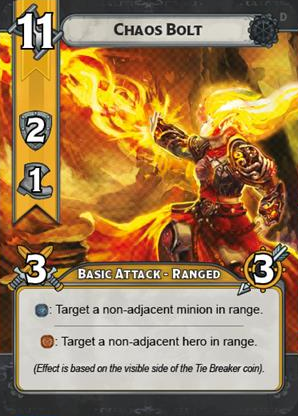 11
CHAOS BOLT
D
2
1
3
BASIC ATTACK - RANGED
3
: Target a non-adjacent minion in range.
: Target a non-adjacent hero in range.
(Effect is based on the visible side of the Tie Breaker coin).